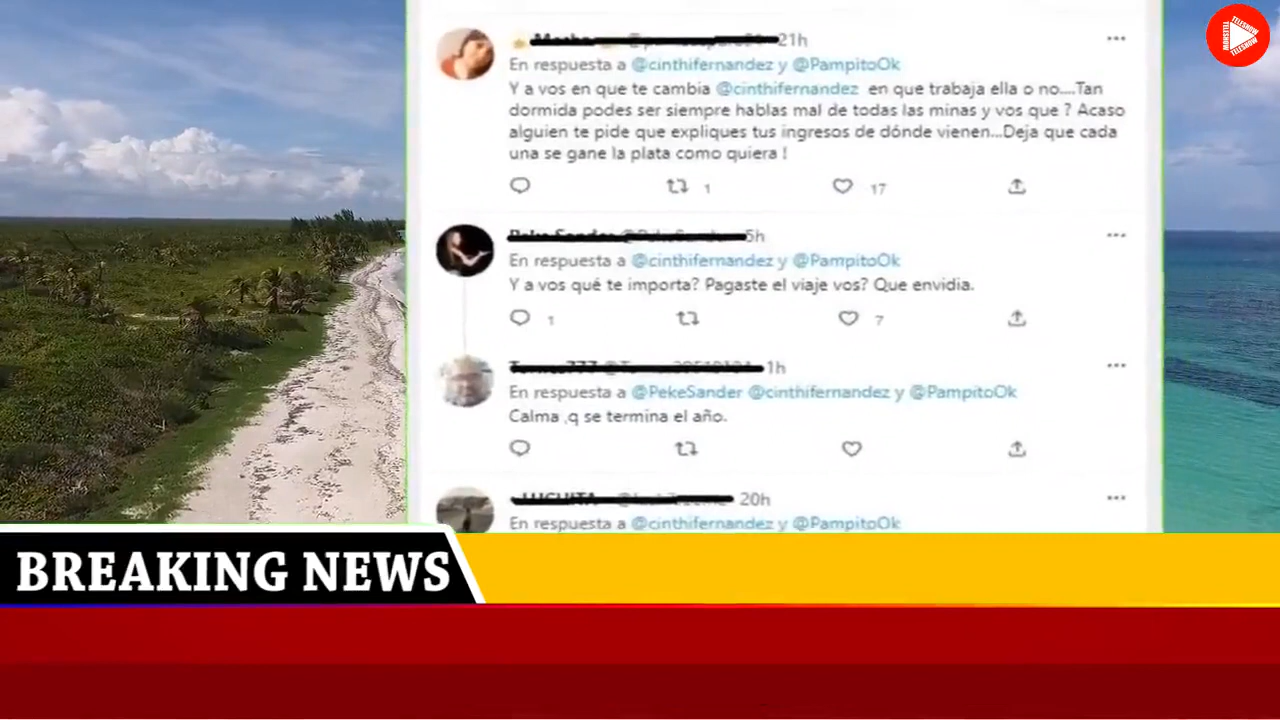 21h
En respuesta a @cinthifernandez y @PampitoOk
Y a vos en que te cambia @cinthifernandez en que trabaja ella o no....Tan
dormida podes ser siempre hablas mal de todas las minas y vos que ? Acaso
alguien te pide que expliques tus ingresos de dónde vienen...Deja que cada
una se gane la plata como quiera !
1 17
5h
En respuesta a @cinthifernandez y @PampitoOk
Y a vos qué te importa? Pagaste el viaje vos? Que envidia.
1 7
1h
En respuesta a @PekeSander @cinthifernandez y @PampitoOk
Calma ,q se termina el año.
20h
En respuesta a @cinthifernandez y @PampitoOk
BREAKING NEWS
TELESHOW
MONSTER
TELESHOW